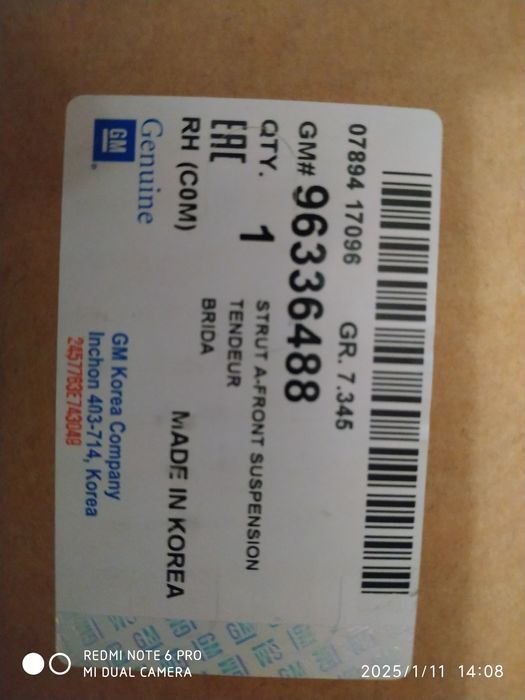 07894 17096 GR. 7.345
GM# 96336488
QTY. 1 STRUT A-FRONT SUSPENSION
EAC TENDEUR
BRIDA
RH (C0M) MADE IN KOREA
Genuine
GM
GM Korea Company
Inchon 403-714, Korea
2457763E743049
REDMI NOTE 6 PRO
MI DUAL CAMERA
2025/1/11 14:08